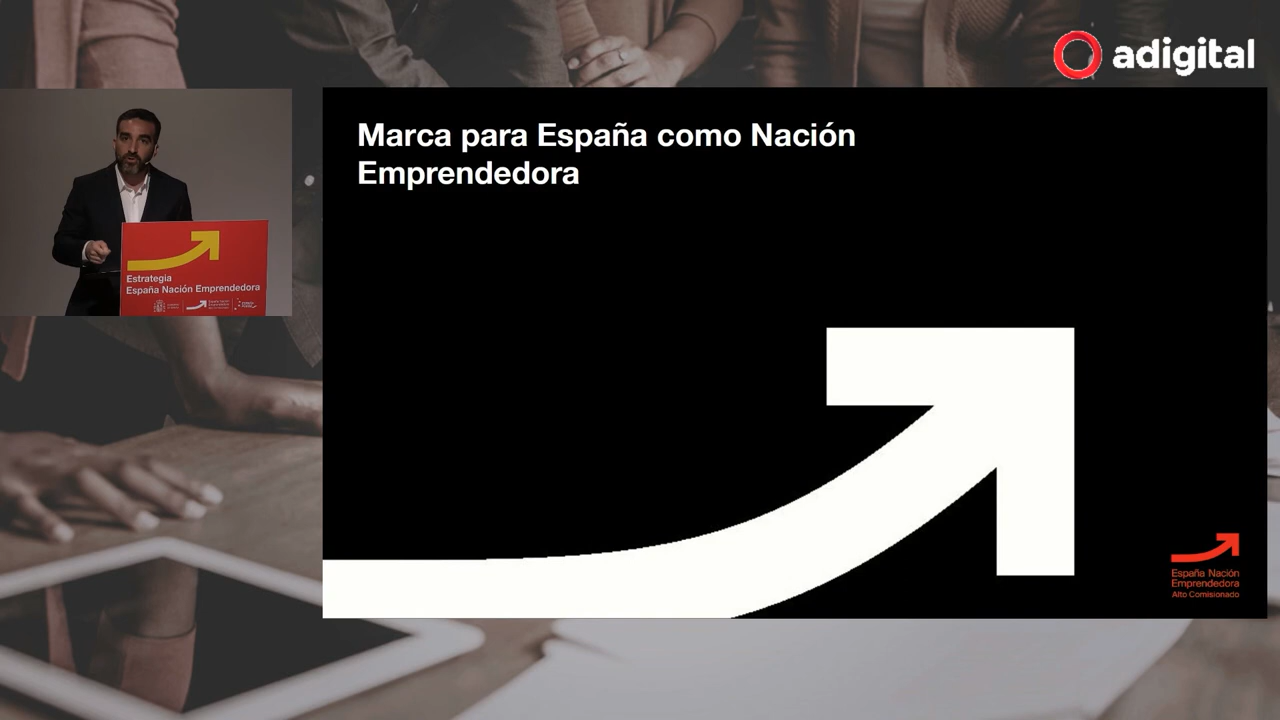 adigital
Marca para España como Nación
Emprendedora
Estrategia
España Nación Emprendedora
España Nación
Emprendedora
Alto Comisionado